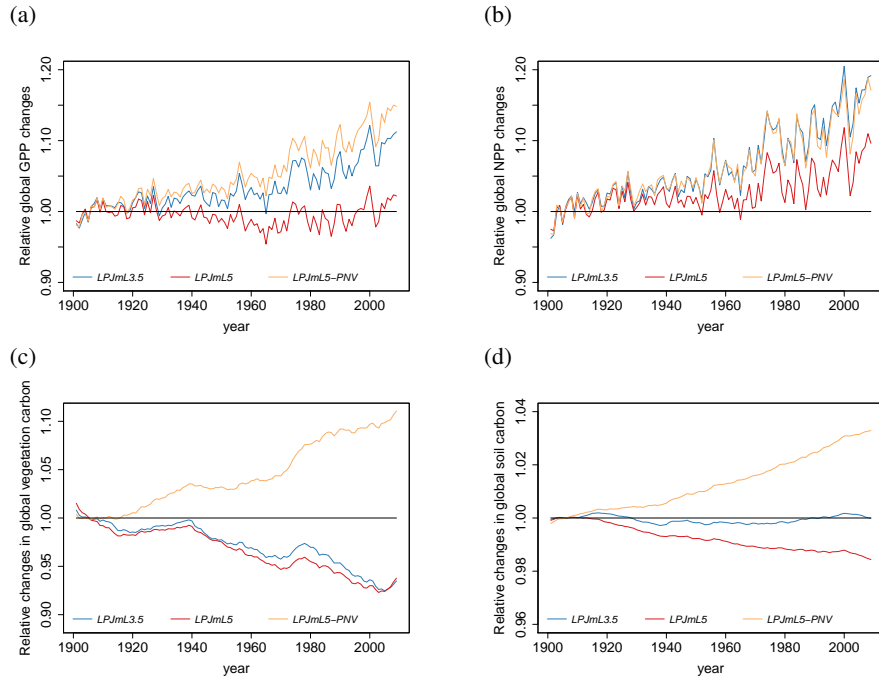 (a)
Relative global GPP changes
0.90 1.00 1.10 1.20
LPJmL3.5 LPJmL5 LPJmL5−PNV
1900 1920 1940 1960 1980 2000
year
(b)
Relative global NPP changes
0.90 1.00 1.10 1.20
LPJmL3.5 LPJmL5 LPJmL5−PNV
1900 1920 1940 1960 1980 2000
year
(c)
Relative changes in global vegetation carbon
0.90 0.95 1.00 1.05 1.10
LPJmL3.5 LPJmL5 LPJmL5−PNV
1900 1920 1940 1960 1980 2000
year
(d)
Relative changes in global soil carbon
0.96 0.98 1.00 1.02 1.04
LPJmL3.5 LPJmL5 LPJmL5−PNV
1900 1920 1940 1960 1980 2000
year